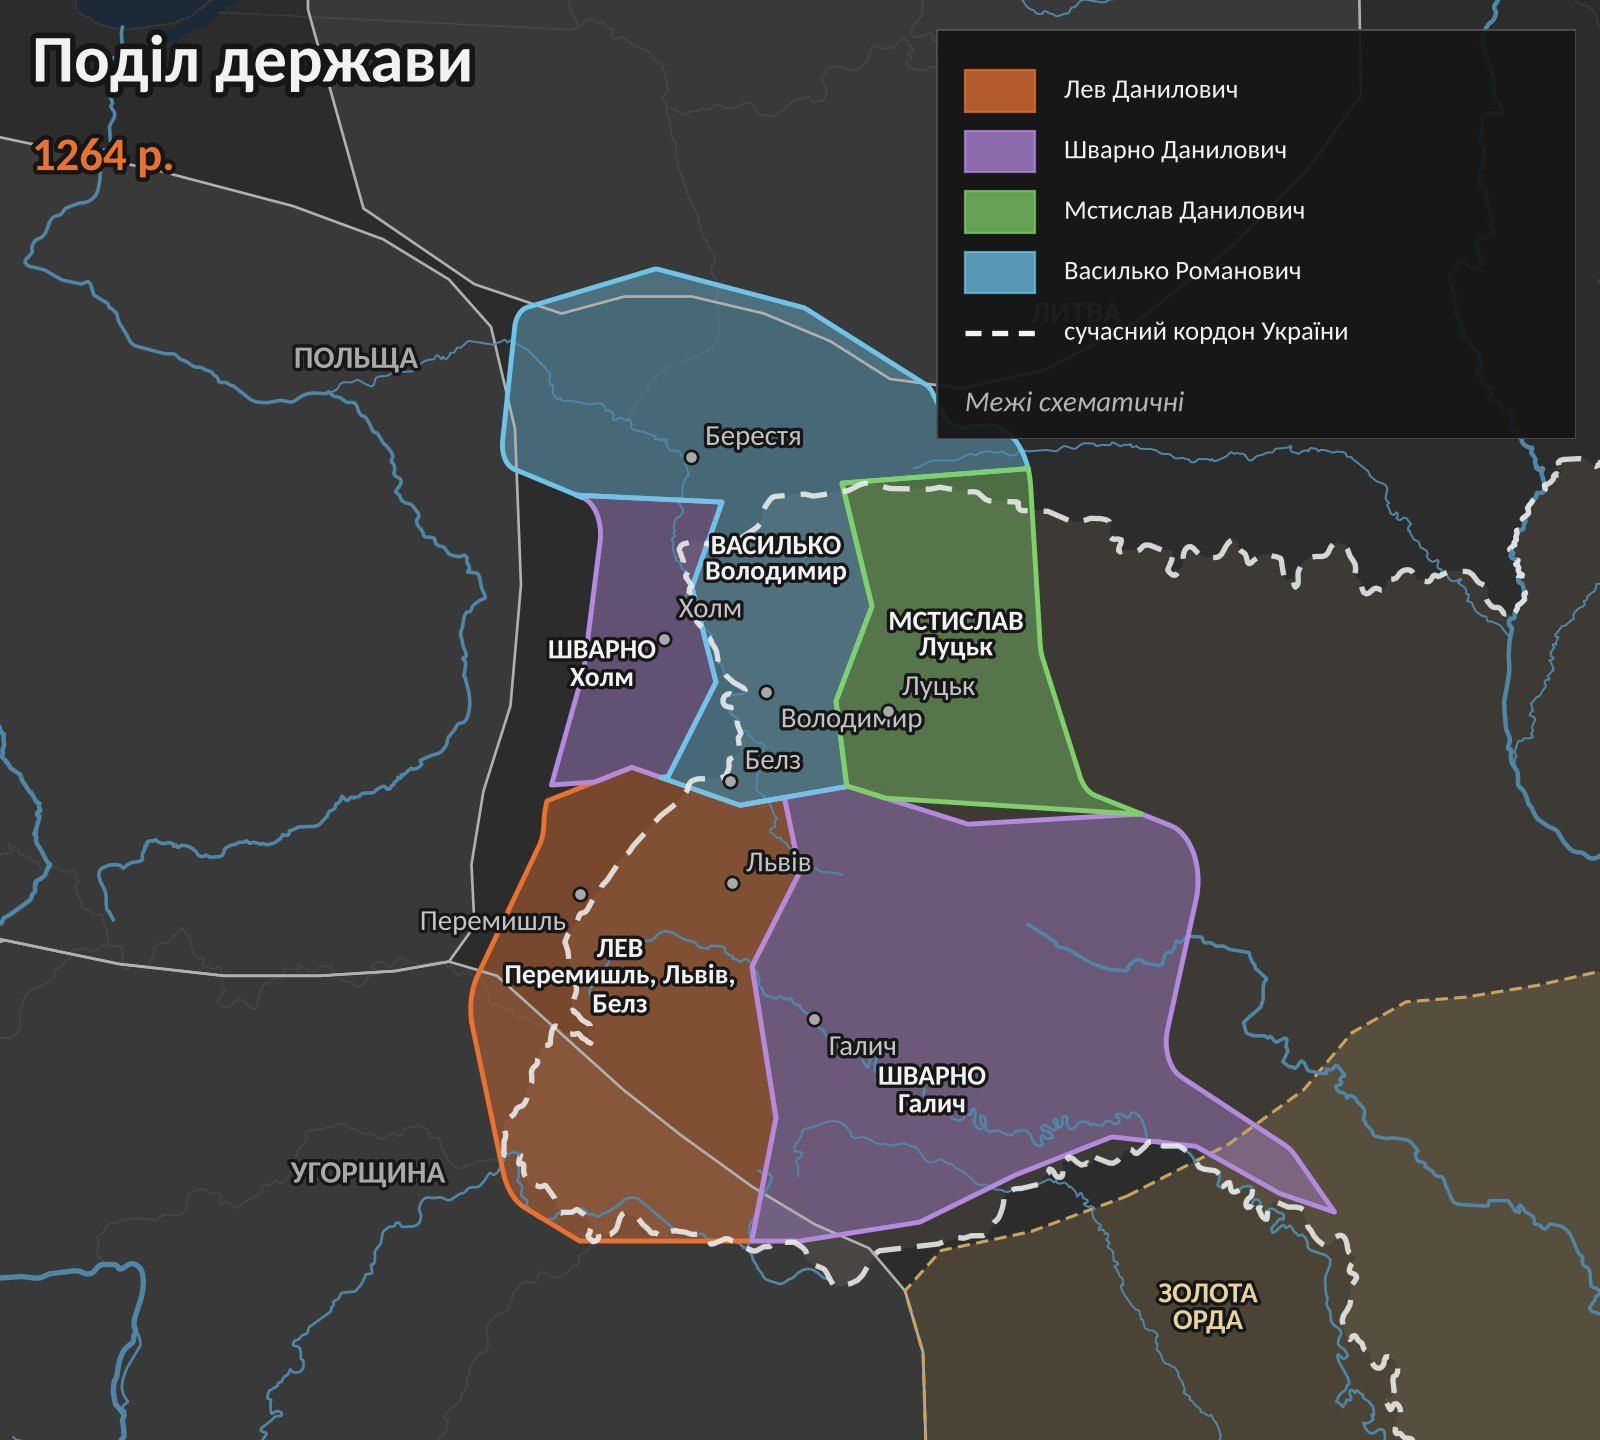 Поділ держави
1264 р.
Лев Данилович
Шварно Данилович
Мстислав Данилович
Василько Романович
ЛИТВА
сучасний кордон України
Межі схематичні
ПОЛЬЩА
Берестя
ВАСИЛЬКО
Володимир
Холм
МСТИСЛАВ
Луцьк
ШВАРНО
Холм
Луцьк
Володимир
Белз
Львів
Перемишль
ЛЕВ
Перемишль, Львів,
Белз
Галич
ШВАРНО
Галич
УГОРЩИНА
ЗОЛОТА
ОРДА